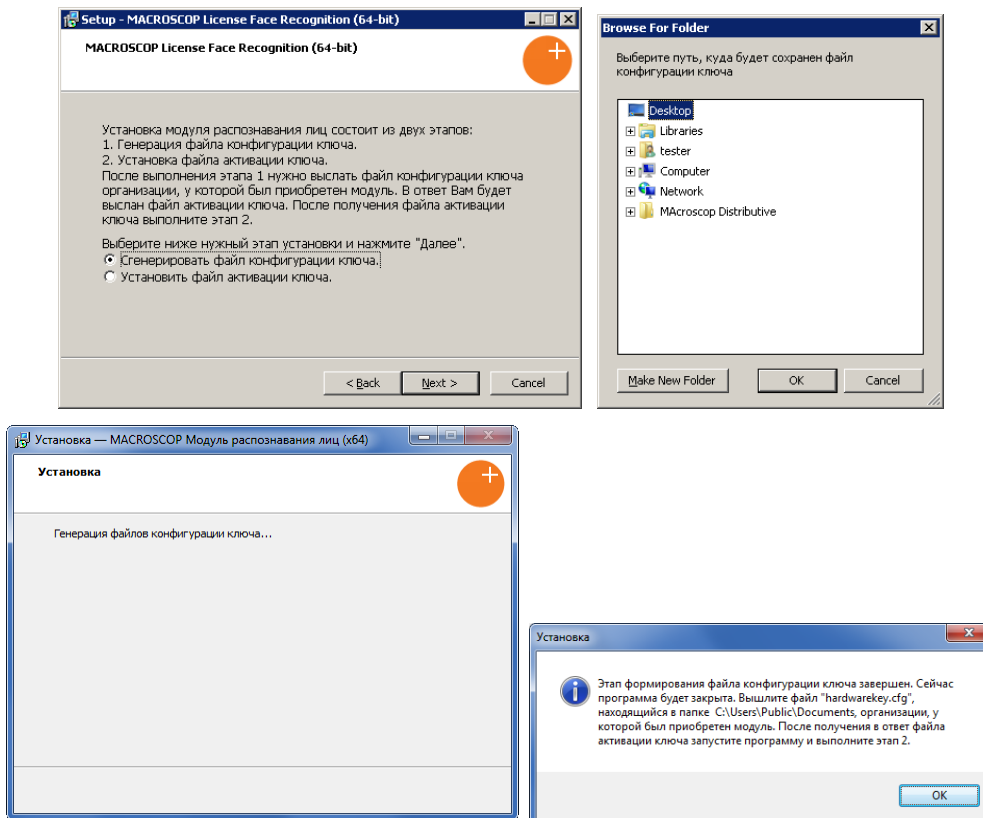 Setup - MACROSCOP License Face Recognition (64-bit)
MACROSCOP License Face Recognition (64-bit)
Установка модуля распознавания лиц состоит из двух этапов:
1. Генерация файла конфигурации ключа.
2. Установка файла активации ключа.
После выполнения этапа 1 нужно выслать файл конфигурации ключа
организации, у которой был приобретен модуль. В ответ Вам будет
выслан файл активации ключа. После получения файла активации
ключа выполните этап 2.
Выберите ниже нужный этап установки и нажмите "Далее".
Сгенерировать файл конфигурации ключа.
Установить файл активации ключа.
< Back
Next >
Cancel
Browse For Folder
Выберите путь, куда будет сохранен файл
конфигурации ключа
Desktop
Libraries
tester
Computer
Network
MAcroscop Distributive
Make New Folder
OK
Cancel
Установка — MACROSCOP Модуль распознавания лиц (x64)
Установка
Генерация файлов конфигурации ключа...
Установка
Этап формирования файла конфигурации ключа завершен. Сейчас
программа будет закрыта. Вышлите файл "hardwarekey.cfg",
находящийся в папке C:\Users\Public\Documents, организации, у
которой был приобретен модуль. После получения в ответ файла
активации ключа запустите программу и выполните этап 2.
OK